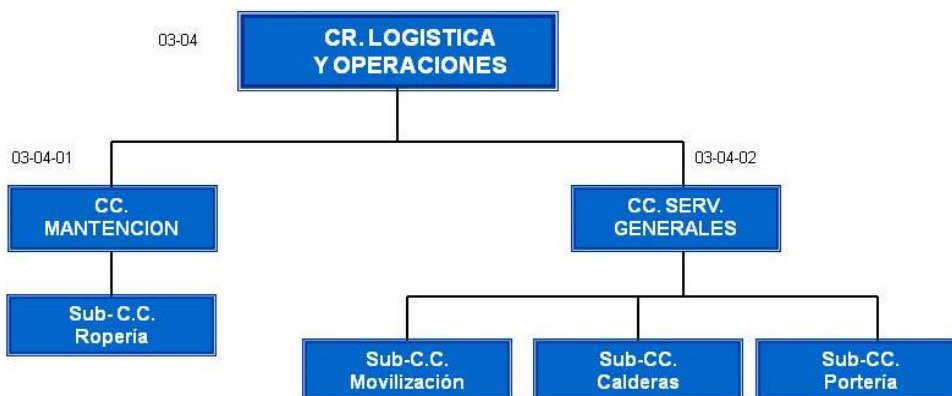 03-04
CR. LOGISTICA
Y OPERACIONES
03-04-01
03-04-02
CC.
MANTENCION
CC. SERV.
GENERALES
Sub- C.C.
Ropería
Sub-C.C.
Movilización
Sub-CC.
Calderas
Sub-CC.
Portería